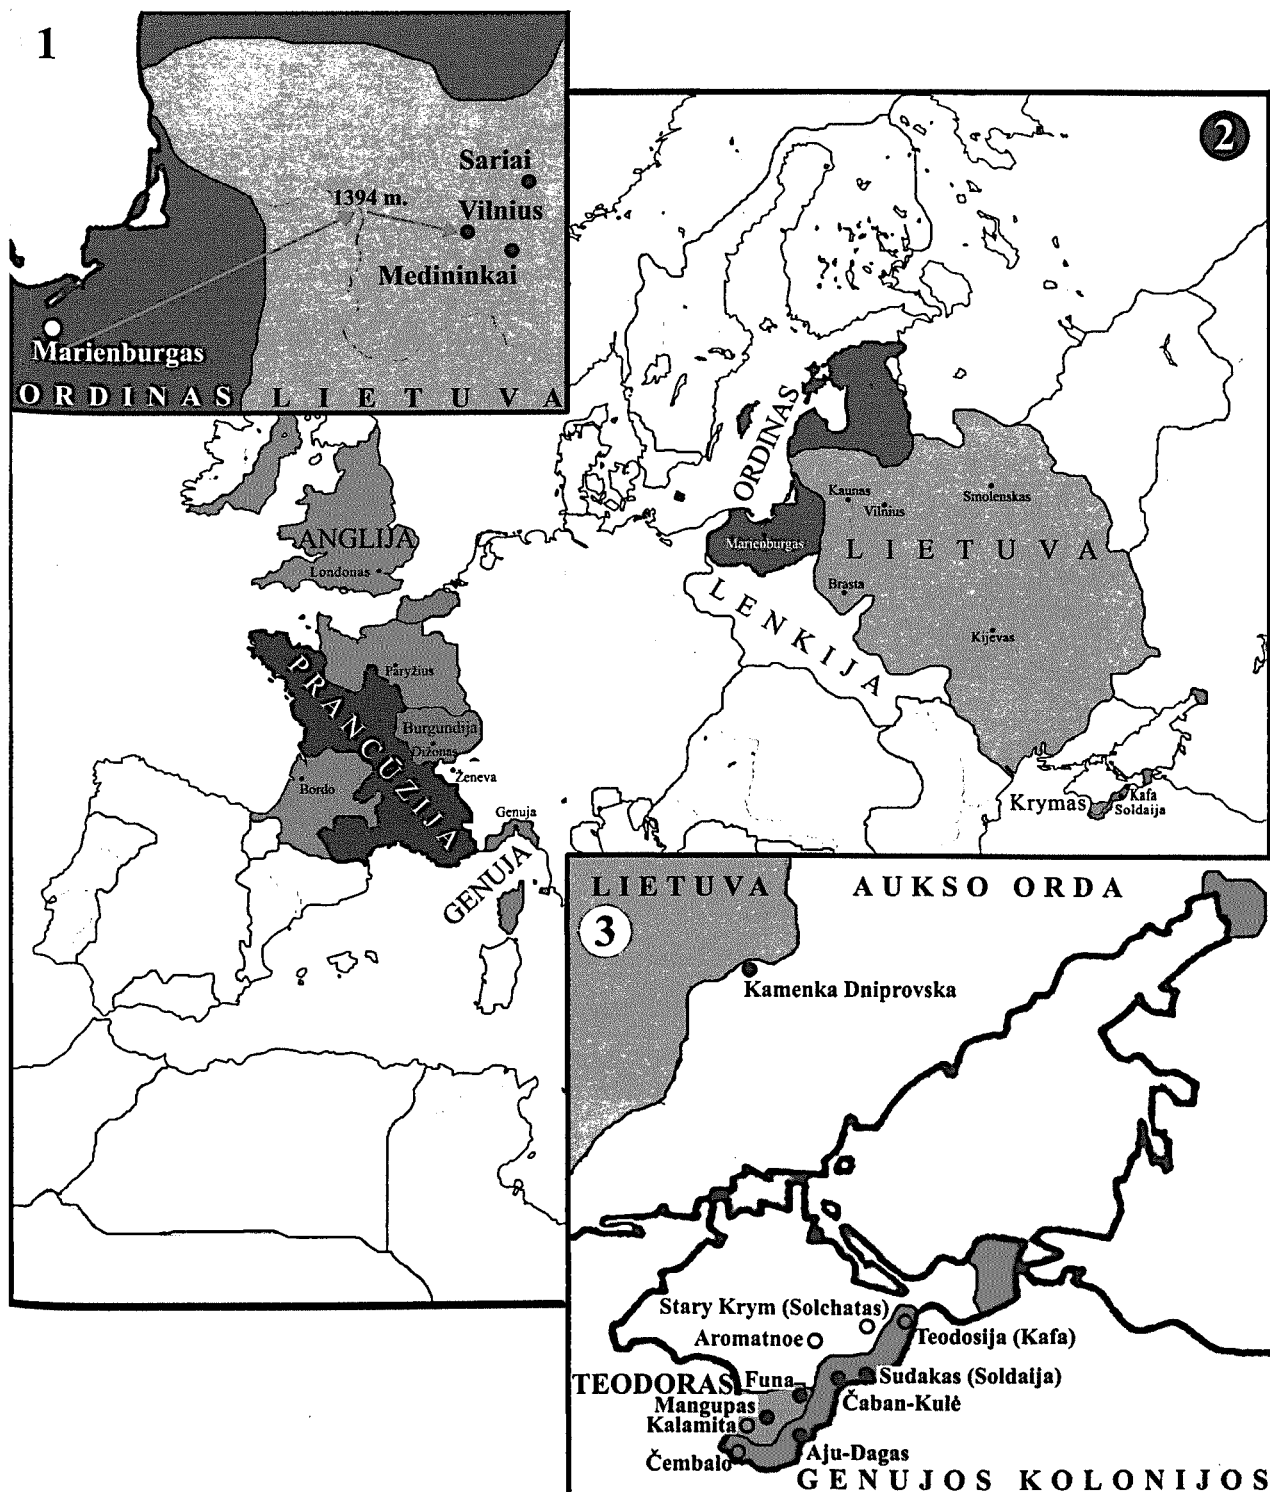 1
Sariai
1394 m.
Vilnius
Medininkai
Marienburgas
ORDINAS
LIETUVA
2
ORDINAS
Kaunas
Vilnius
Smolenskas
Marienburgas
LIETUVA
Brasta
LENKIJA
Kijevas
ANGLIJA
Londonas
Paryžius
PRANCŪZIJA
Burgundija
Dižonas
Ženeva
Bordo
Genuja
GENUJA
Krymas
Kafa
Soldaija
LIETUVA
AUKSO ORDA
3
Kamenka Dniprovska
Stary Krym (Solchatas)
Aromatnoe
Teodosija (Kafa)
TEODORAS
Funa
Sudakas (Soldaija)
Mangupas
Čaban-Kulė
Kalamita
Čembalo
Aju-Dagas
GENUJOS KOLONIJOS